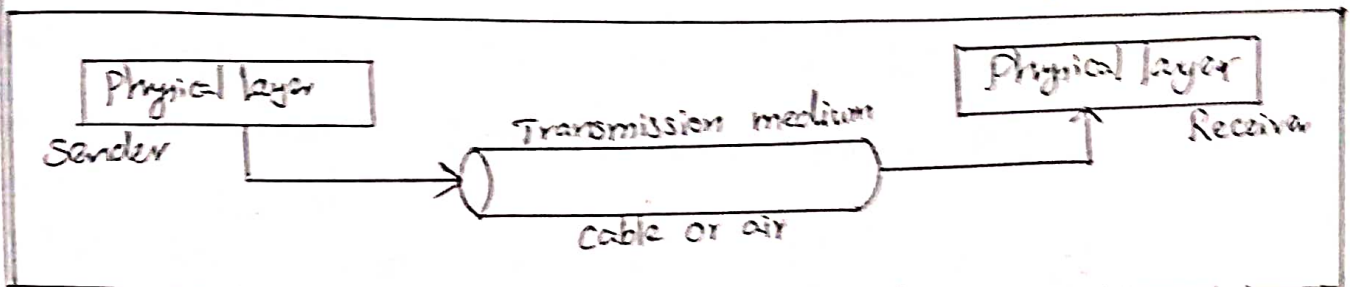 Physical layer
Physical layer
Sender
Transmission medium
Receiver
Cable or air